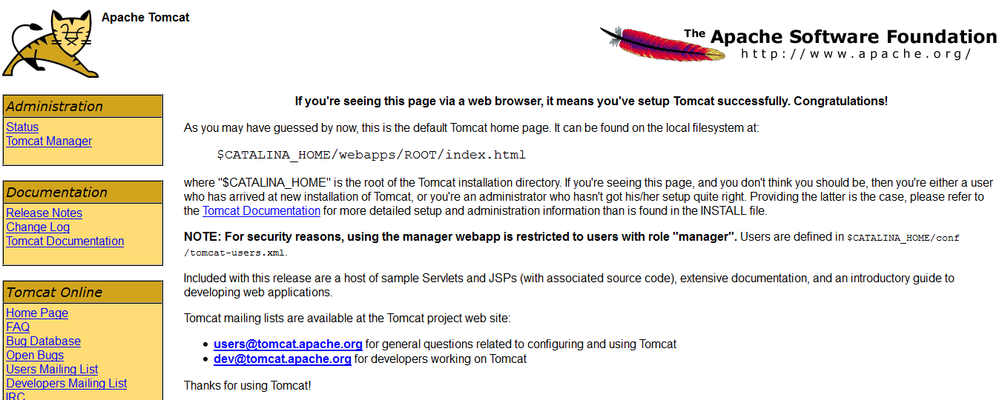 Apache Tomcat
The Apache Software Foundation
http://www.apache.org/
Administration
Status
Tomcat Manager
Documentation
Release Notes
Change Log
Tomcat Documentation
Tomcat Online
Home Page
FAQ
Bug Database
Open Bugs
Users Mailing List
Developers Mailing List
IRC
If you're seeing this page via a web browser, it means you've setup Tomcat successfully. Congratulations!
As you may have guessed by now, this is the default Tomcat home page. It can be found on the local filesystem at:
$CATALINA_HOME/webapps/ROOT/index.html
where "$CATALINA_HOME" is the root of the Tomcat installation directory. If you're seeing this page, and you don't think you should be, then you're either a user
who has arrived at new installation of Tomcat, or you're an administrator who hasn't got his/her setup quite right. Providing the latter is the case, please refer to
the Tomcat Documentation for more detailed setup and administration information than is found in the INSTALL file.
NOTE: For security reasons, using the manager webapp is restricted to users with role "manager". Users are defined in $CATALINA_HOME/conf
/tomcat-users.xml.
Included with this release are a host of sample Servlets and JSPs (with associated source code), extensive documentation, and an introductory guide to
developing web applications.
Tomcat mailing lists are available at the Tomcat project web site:
• users@tomcat.apache.org for general questions related to configuring and using Tomcat
• dev@tomcat.apache.org for developers working on Tomcat
Thanks for using Tomcat!